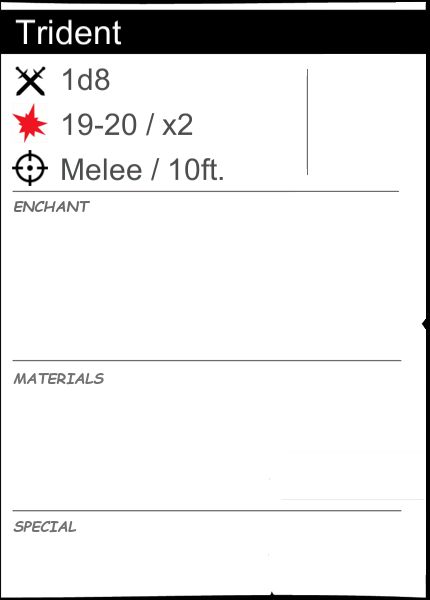 Trident
1d8
19-20 / x2
Melee / 10ft.
ENCHANT
MATERIALS
SPECIAL